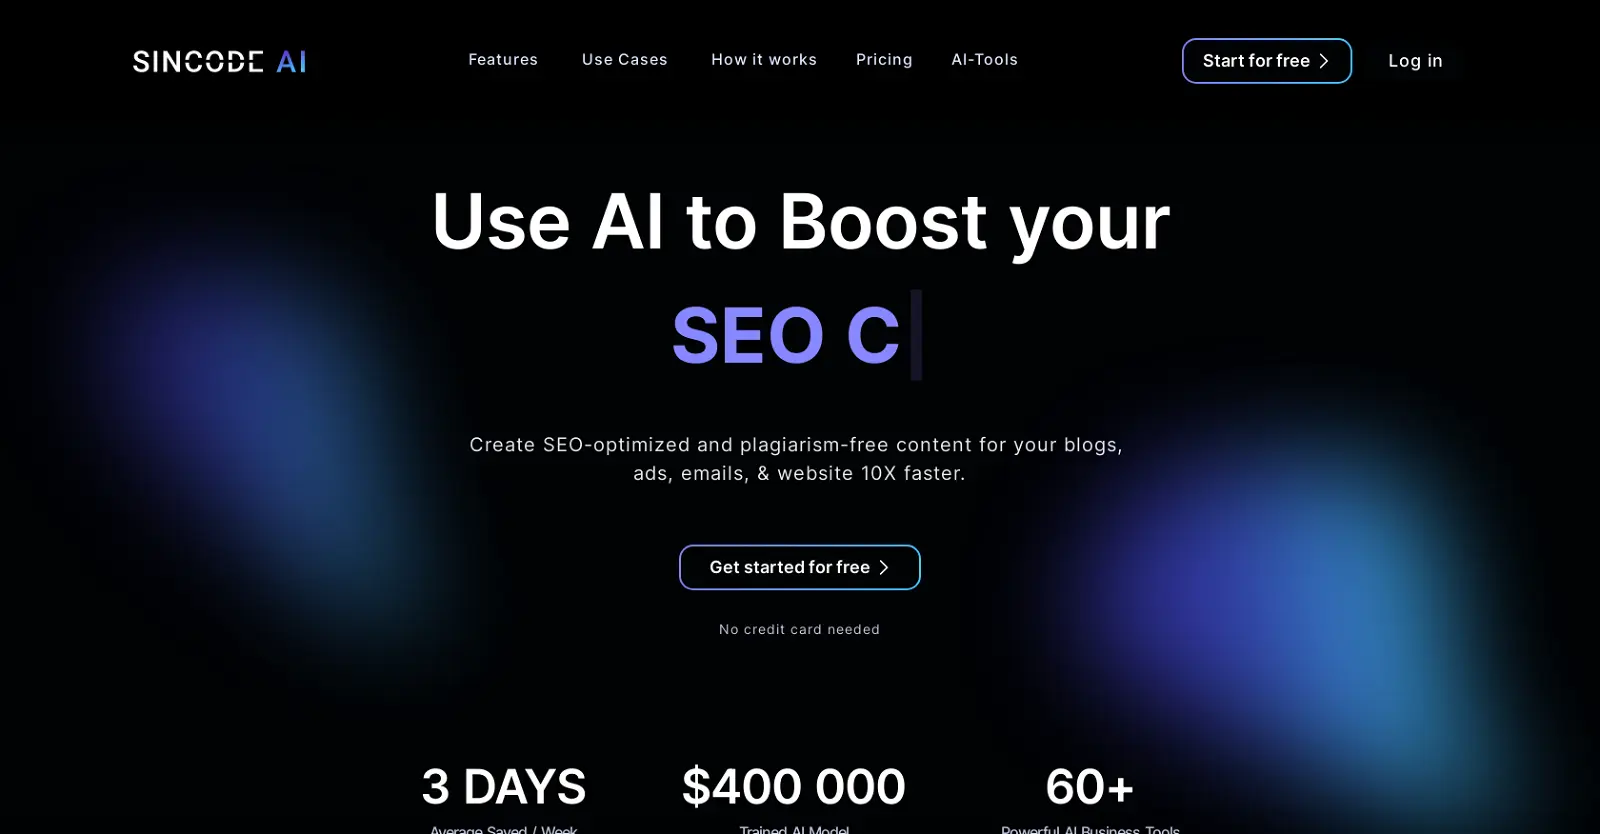 SINCODE AI
Features
Use Cases
How it works
Pricing
AI-Tools
Start for free
Log in
Use AI to Boost your
SEO C
Create SEO-optimized and plagiarism-free content for your blogs,
ads, emails, & website 10X faster.
Get started for free
No credit card needed
3 DAYS
$400 000
60+
Average Saved / Week
Trained AI Model
Powerful AI Business Tools